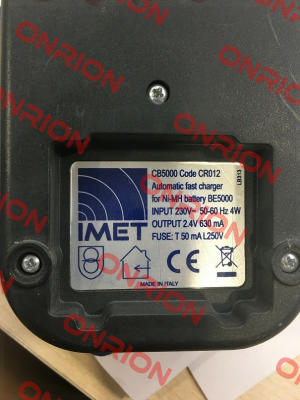 ONRION
CB5000 Code CR012
Automatic fast charger
for Ni-MH battery BE5000
INPUT 230V~ 50-60 Hz 4W
OUTPUT 2.4V 630 mA
FUSE: T 50 mA L250V
IMET
CE
MADE IN ITALY
LB313
ONRION
ONRION
ONRION
ONRION